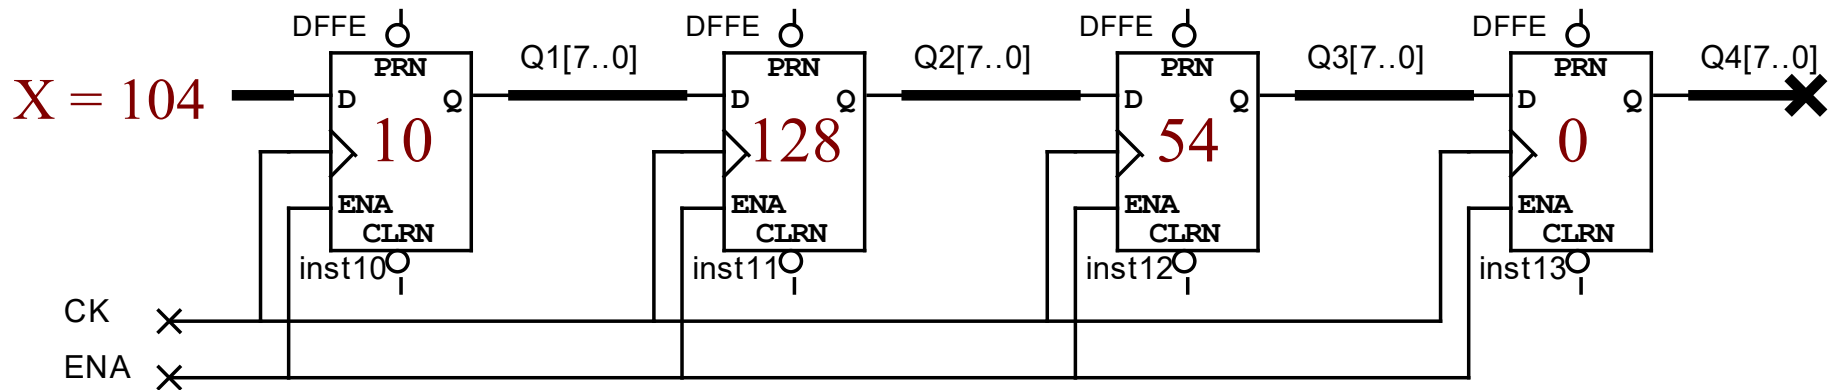 DFFE DFFE DFFE DFFE
Q1[7..0] Q2[7..0] Q3[7..0] Q4[7..0]
PRN PRN PRN PRN
X = 104 D Q D Q D Q D Q
10 128 54 0
ENA ENA ENA ENA
CLRN CLRN CLRN CLRN
inst10 inst11 inst12 inst13
CK
ENA